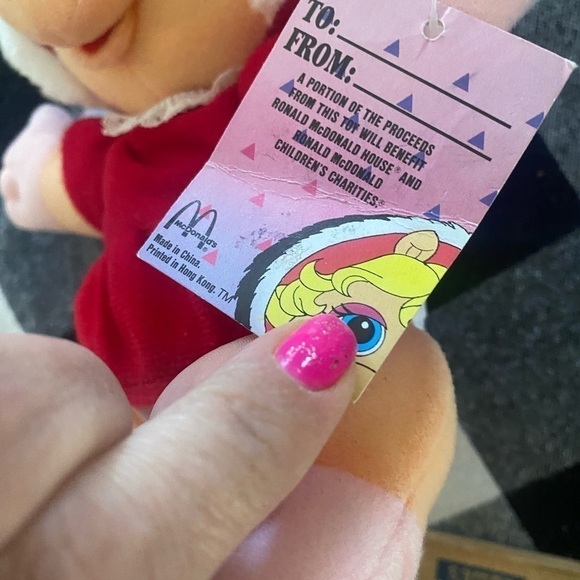 TO:
FROM:
A PORTION OF THE PROCEEDS
FROM THIS TOY WILL BENEFIT
RONALD McDONALD HOUSE® AND
RONALD McDONALD
CHILDREN'S CHARITIES®
McDonald's
®
Made in China.
Printed in Hong Kong. TM